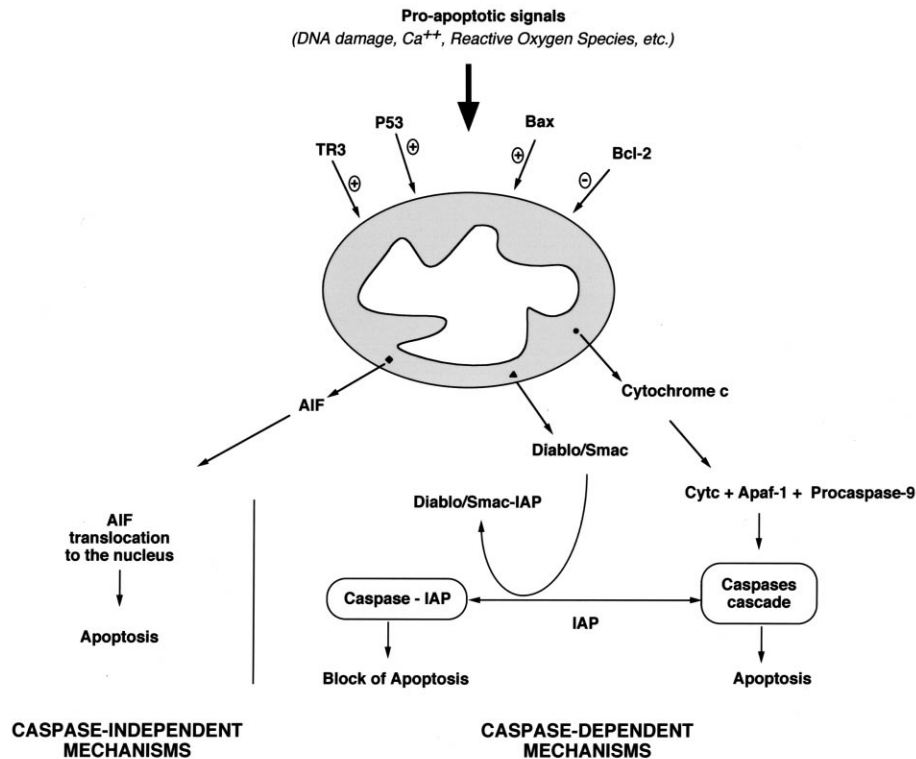 Pro-apoptotic signals
(DNA damage, Ca++, Reactive Oxygen Species, etc.)
P53
Bax
TR3
Bcl-2
+
+
+
-
Cytochrome c
AIF
Diablo/Smac
Diablo/Smac-IAP
Cytc + Apaf-1 + Procaspase-9
AIF
translocation
to the nucleus
Caspase - IAP
Caspases
cascade
IAP
Apoptosis
Block of Apoptosis
Apoptosis
CASPASE-INDEPENDENT
MECHANISMS
CASPASE-DEPENDENT
MECHANISMS